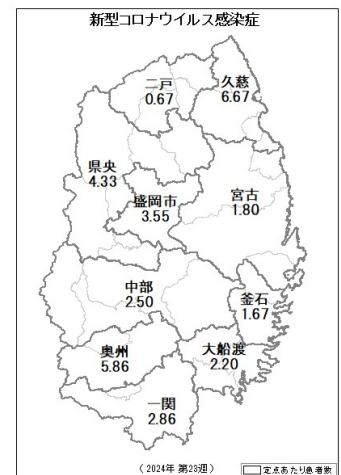 新型コロナウイルス感染症
二戸
0.67
久慈
6.67
県央
4.33
盛岡市
3.55
宮古
1.80
中部
2.50
釜石
1.67
奥州
5.86
大船渡
2.20
一関
2.86
(2024年 第23週)
定点あたり患者数